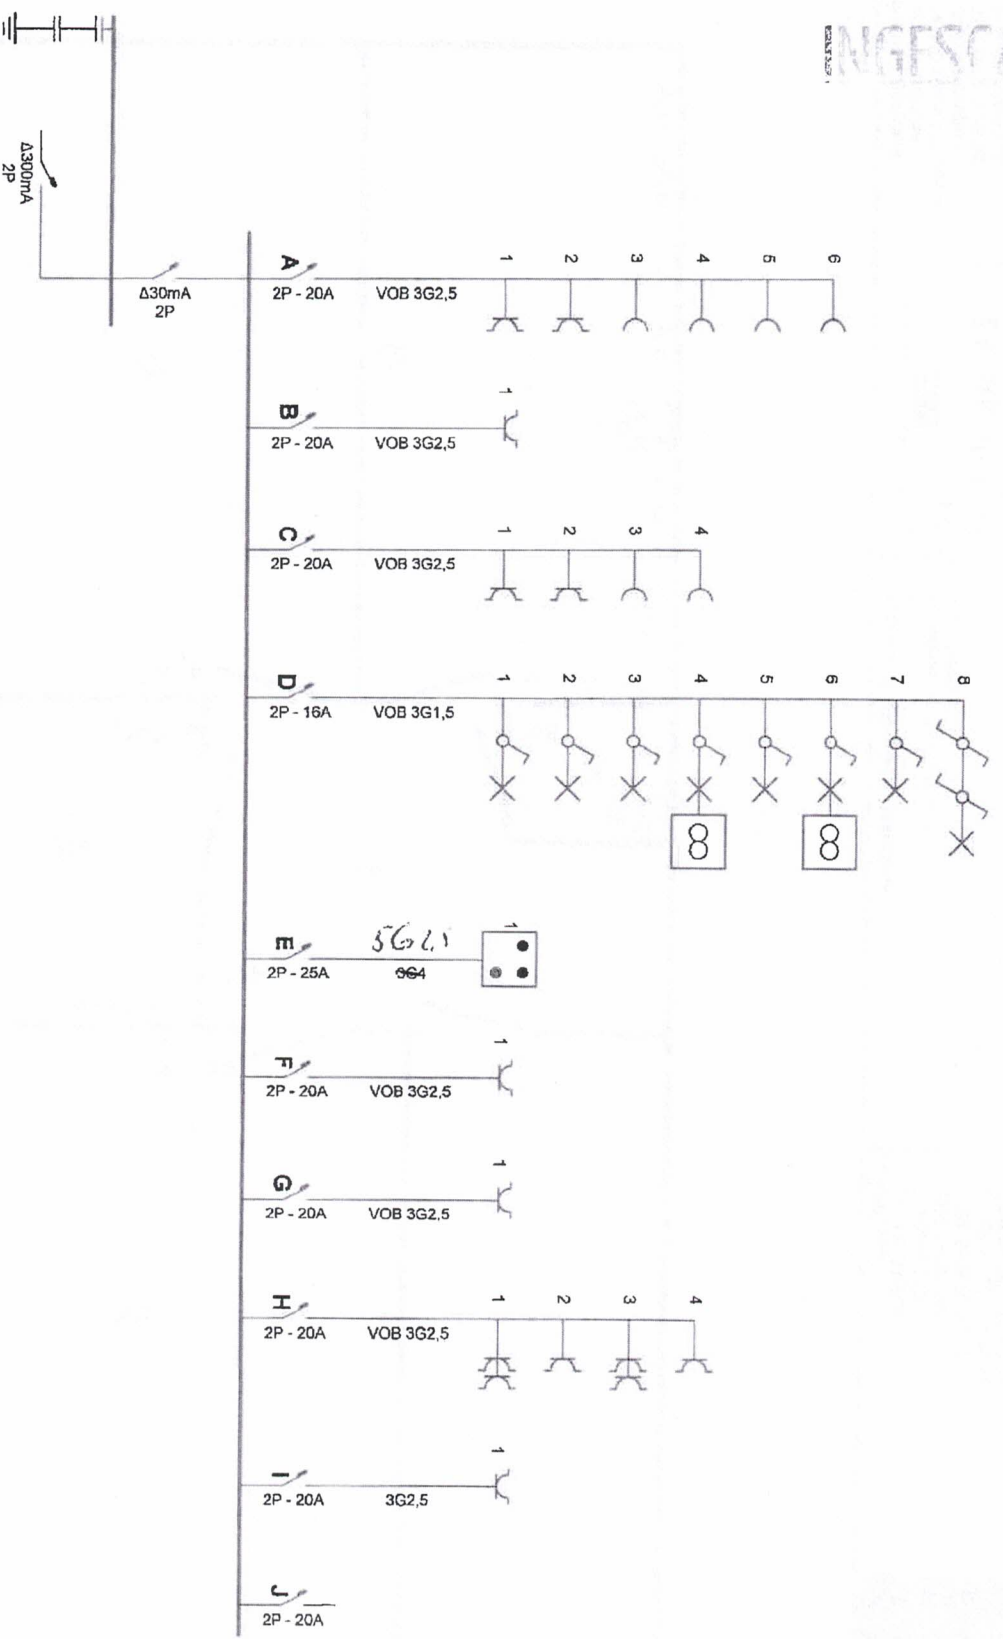 Δ300mA
2P
Δ30mA
2P
A
2P - 20A
VOB 3G2,5
1 2 3 4 5 6
B
2P - 20A
VOB 3G2,5
1
C
2P - 20A
VOB 3G2,5
1 2 3 4
D
2P - 16A
VOB 3G1,5
1 2 3 4 5 6 7 8
E
2P - 25A
5G2,5
3G4
1
F
2P - 20A
VOB 3G2,5
1
G
2P - 20A
VOB 3G2,5
1
H
2P - 20A
VOB 3G2,5
1 2 3 4
I
2P - 20A
3G2,5
1
J
2P - 20A